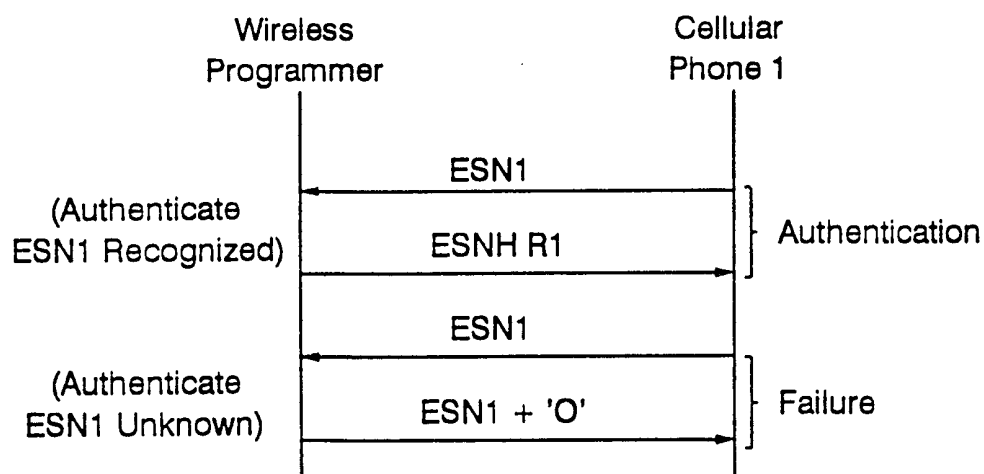 Wireless
Programmer
Cellular
Phone 1
ESN1
(Authenticate
ESN1 Recognized)
ESNH R1
Authentication
ESN1
(Authenticate
ESN1 Unknown)
ESN1 + 'O'
Failure